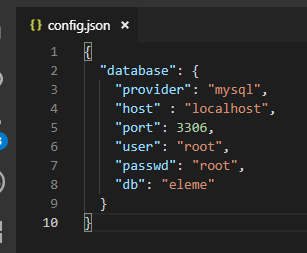 {} config.json ×
1 {
2 "database": {
3 "provider": "mysql",
4 "host" : "localhost",
5 "port": 3306,
6 "user": "root",
7 "passwd": "root",
8 "db": "eleme"
9 }
10 }